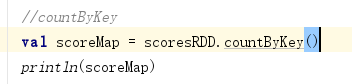 //countByKey
val scoreMap = scoresRDD.countByKey()
println(scoreMap)